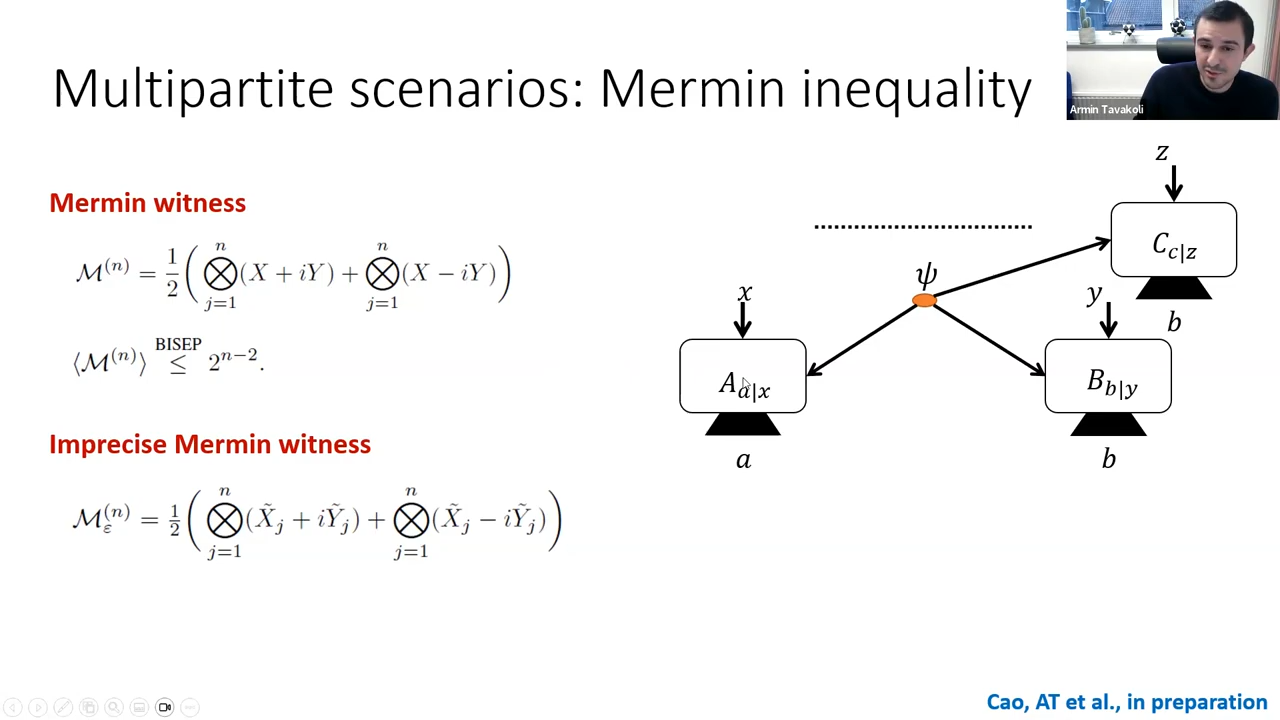 Multipartite scenarios: Mermin inequality
Armin Tavakoli
Mermin witness
ℳ⁽ⁿ⁾ = 1/2 ( ⨂_{j=1}^{n} (X + iY) + ⨂_{j=1}^{n} (X − iY) )
⟨ℳ⁽ⁿ⁾⟩ BISEP ≤ 2ⁿ⁻².
Imprecise Mermin witness
ℳ_ε⁽ⁿ⁾ = 1/2 ( ⨂_{j=1}^{n} (X̃_j + iỸ_j) + ⨂_{j=1}^{n} (X̃_j − iỸ_j) )
z
C_{c|z}
b
ψ
x
y
A_{a|x}
B_{b|y}
a
b
Cao, AT et al., in preparation